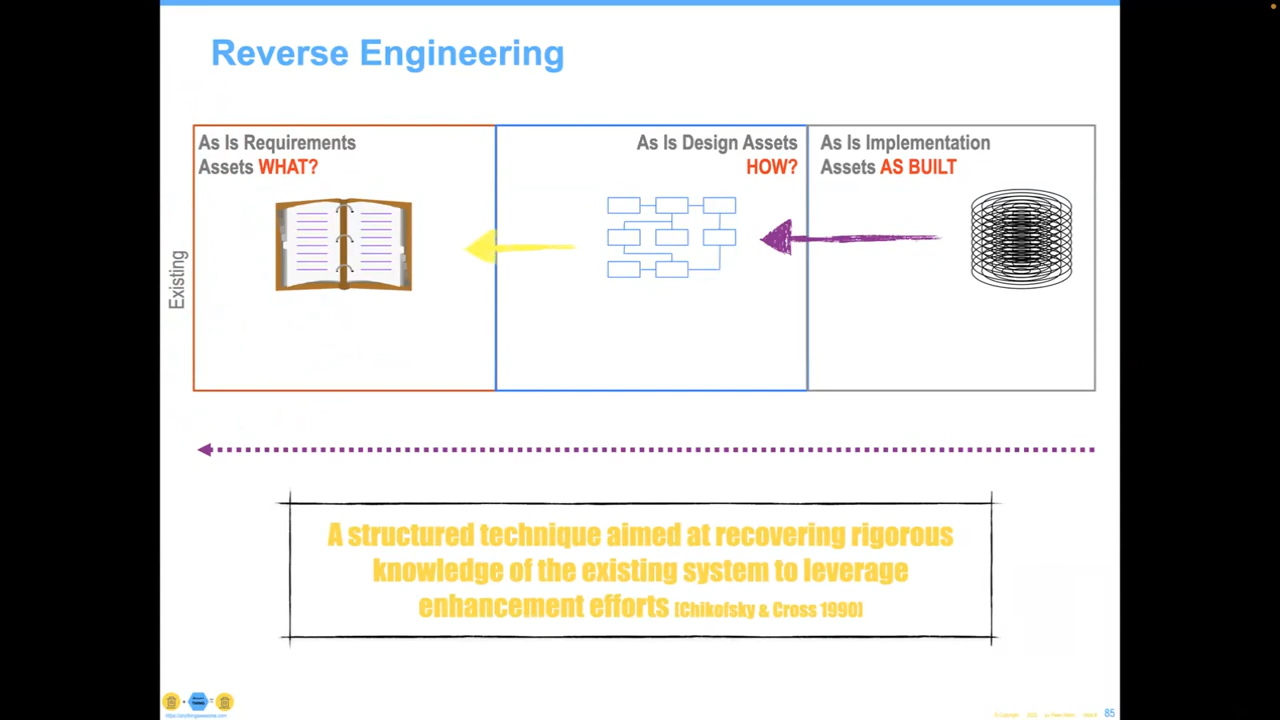 Reverse Engineering
As Is Requirements
Assets WHAT?
As Is Design Assets
HOW?
As Is Implementation
Assets AS BUILT
Existing
A structured technique aimed at recovering rigorous
knowledge of the existing system to leverage
enhancement efforts [Chikofsky & Cross 1990]
85